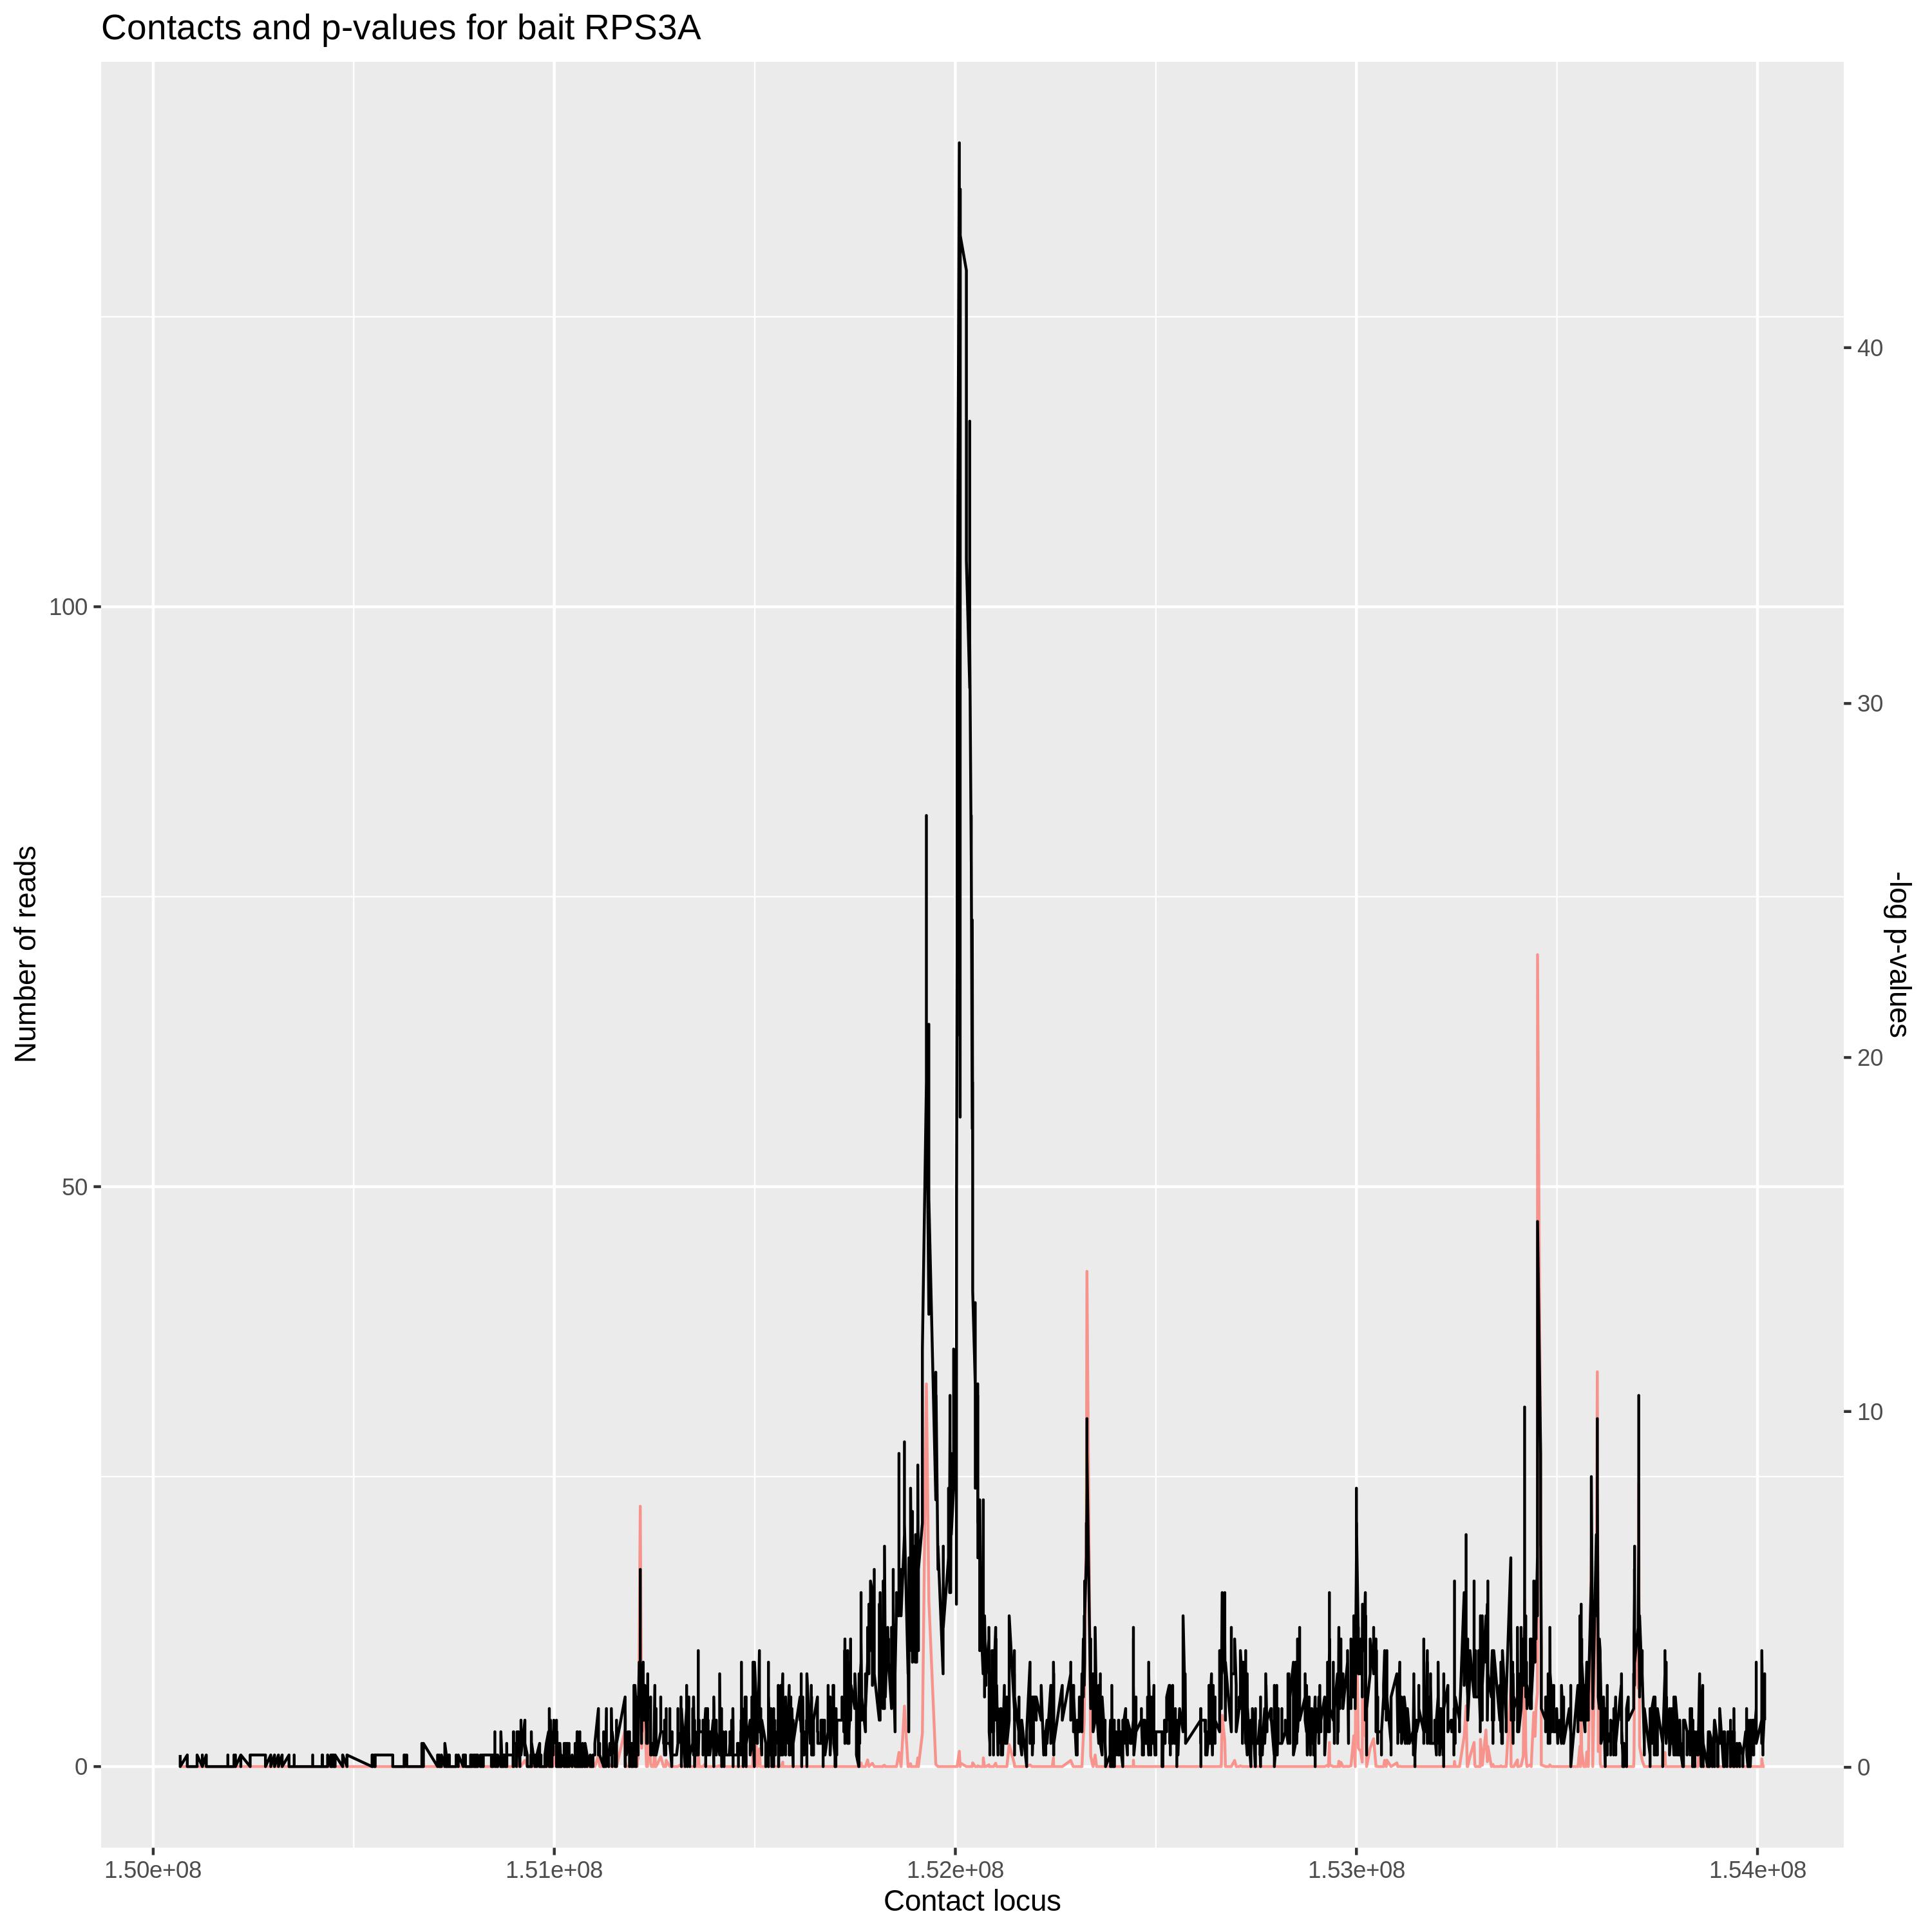 Contacts and p-values for bait RPS3A
Number of reads
100
50
0
40
30
20
10
0
-log p-values
1.50e+08
1.51e+08
1.52e+08
1.53e+08
1.54e+08
Contact locus